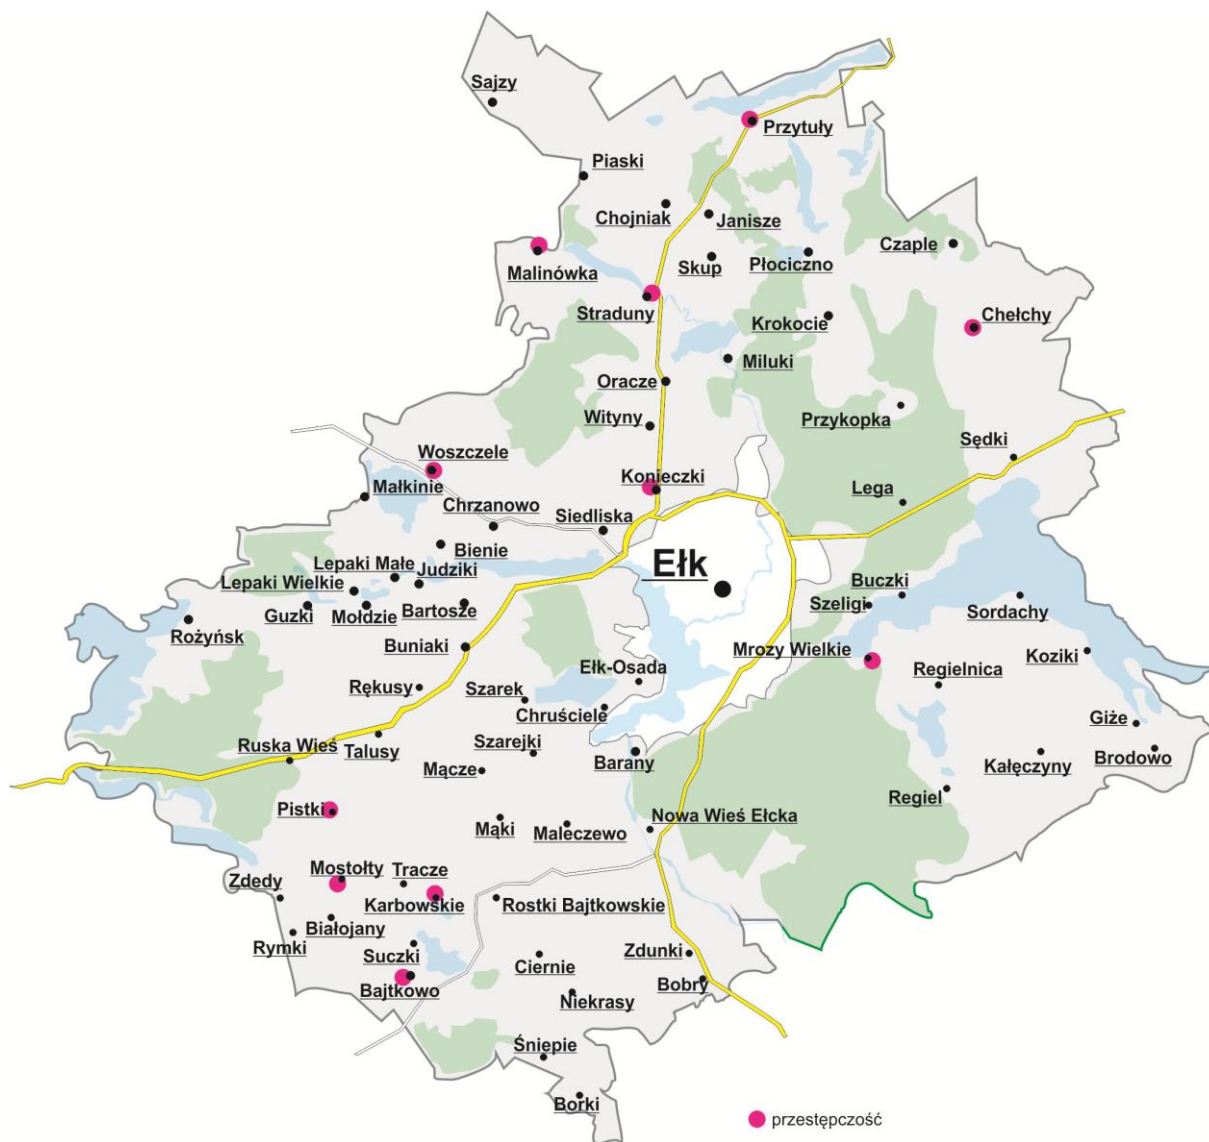 Sajzy
Przytuły
Piaski
Chojniak
Janisze
Czaple
Malinówka
Skup
Płociczno
Straduny
Krokocie
Chełchy
Miluki
Oracze
Przykopka
Wityny
Sędki
Woszczele
Konieczki
Małkinie
Lega
Chrzanowo
Siedliska
Bienie
Ełk
Lepaki Małe
Judziki
Lepaki Wielkie
Buczki
Guzki
Mołdzie
Bartosze
Szeligi
Sordachy
Rożyńsk
Buniaki
Mrozy Wielkie
Koziki
Ełk-Osada
Regielnica
Rękusy
Szarek
Chruściele
Giże
Ruska Wieś
Talusy
Szarejki
Barany
Kałęczyny
Brodowo
Mącze
Regiel
Pistki
Mąki
Maleczewo
Nowa Wieś Ełcka
Mostołty
Tracze
Zdedy
Karbowskie
Rostki Bajtkowskie
Białojany
Rymki
Suczki
Ciernie
Zdunki
Bajtkowo
Niekrasy
Bobry
Śniepie
Borki
przestępczość